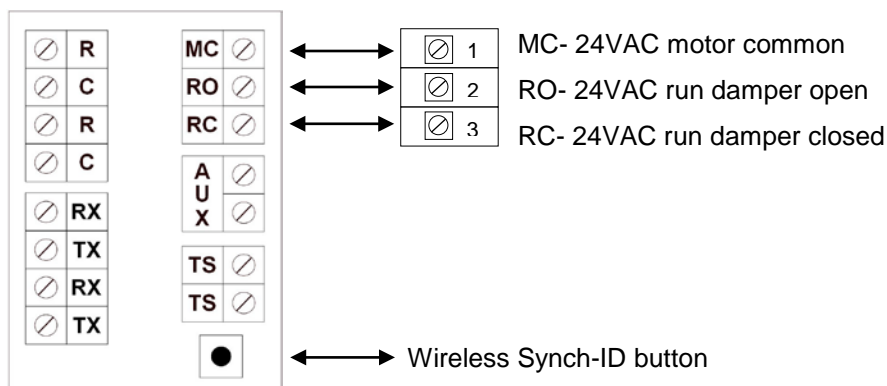 R MC 1 MC- 24VAC motor common
C RO 2 RO- 24VAC run damper open
R RC 3 RC- 24VAC run damper closed
C
AUX
RX
TX TS
RX
TS
TX
Wireless Synch-ID button